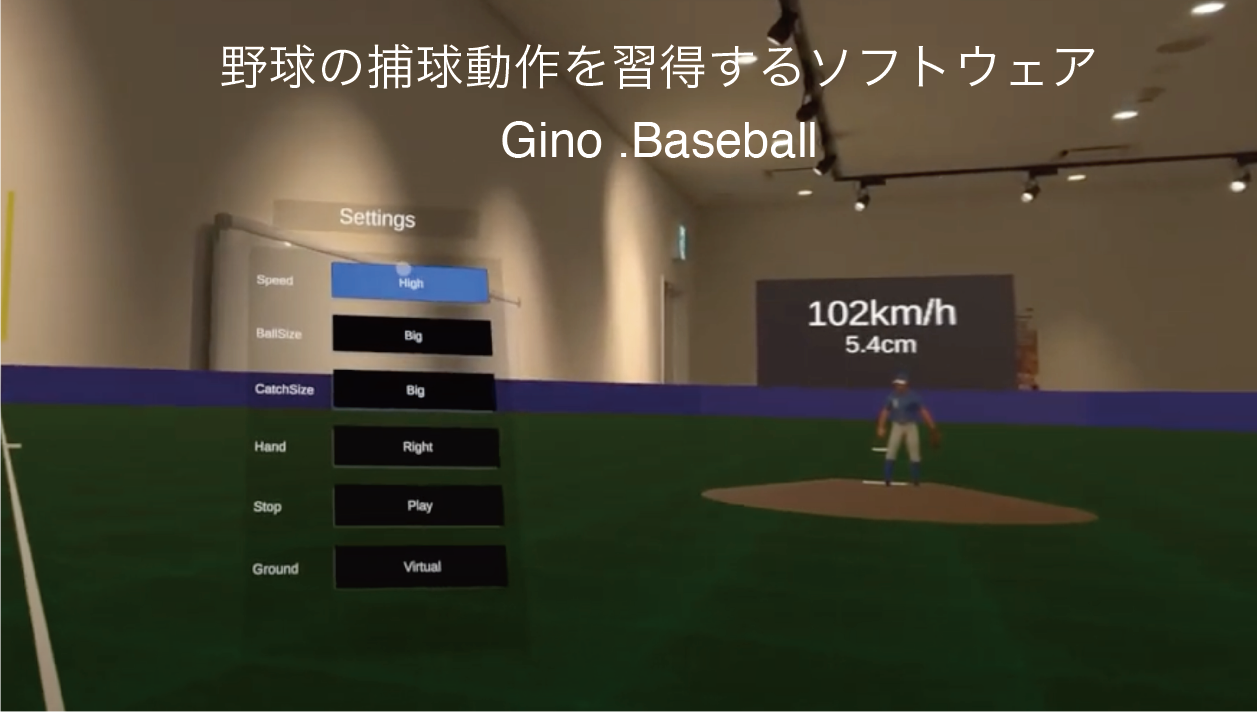 野球の捕球動作を習得するソフトウェア
Gino .Baseball
Settings
Speed High
BallSize Big
CatchSize Big
Hand Right
Stop Play
Ground Virtual
102km/h
5.4cm